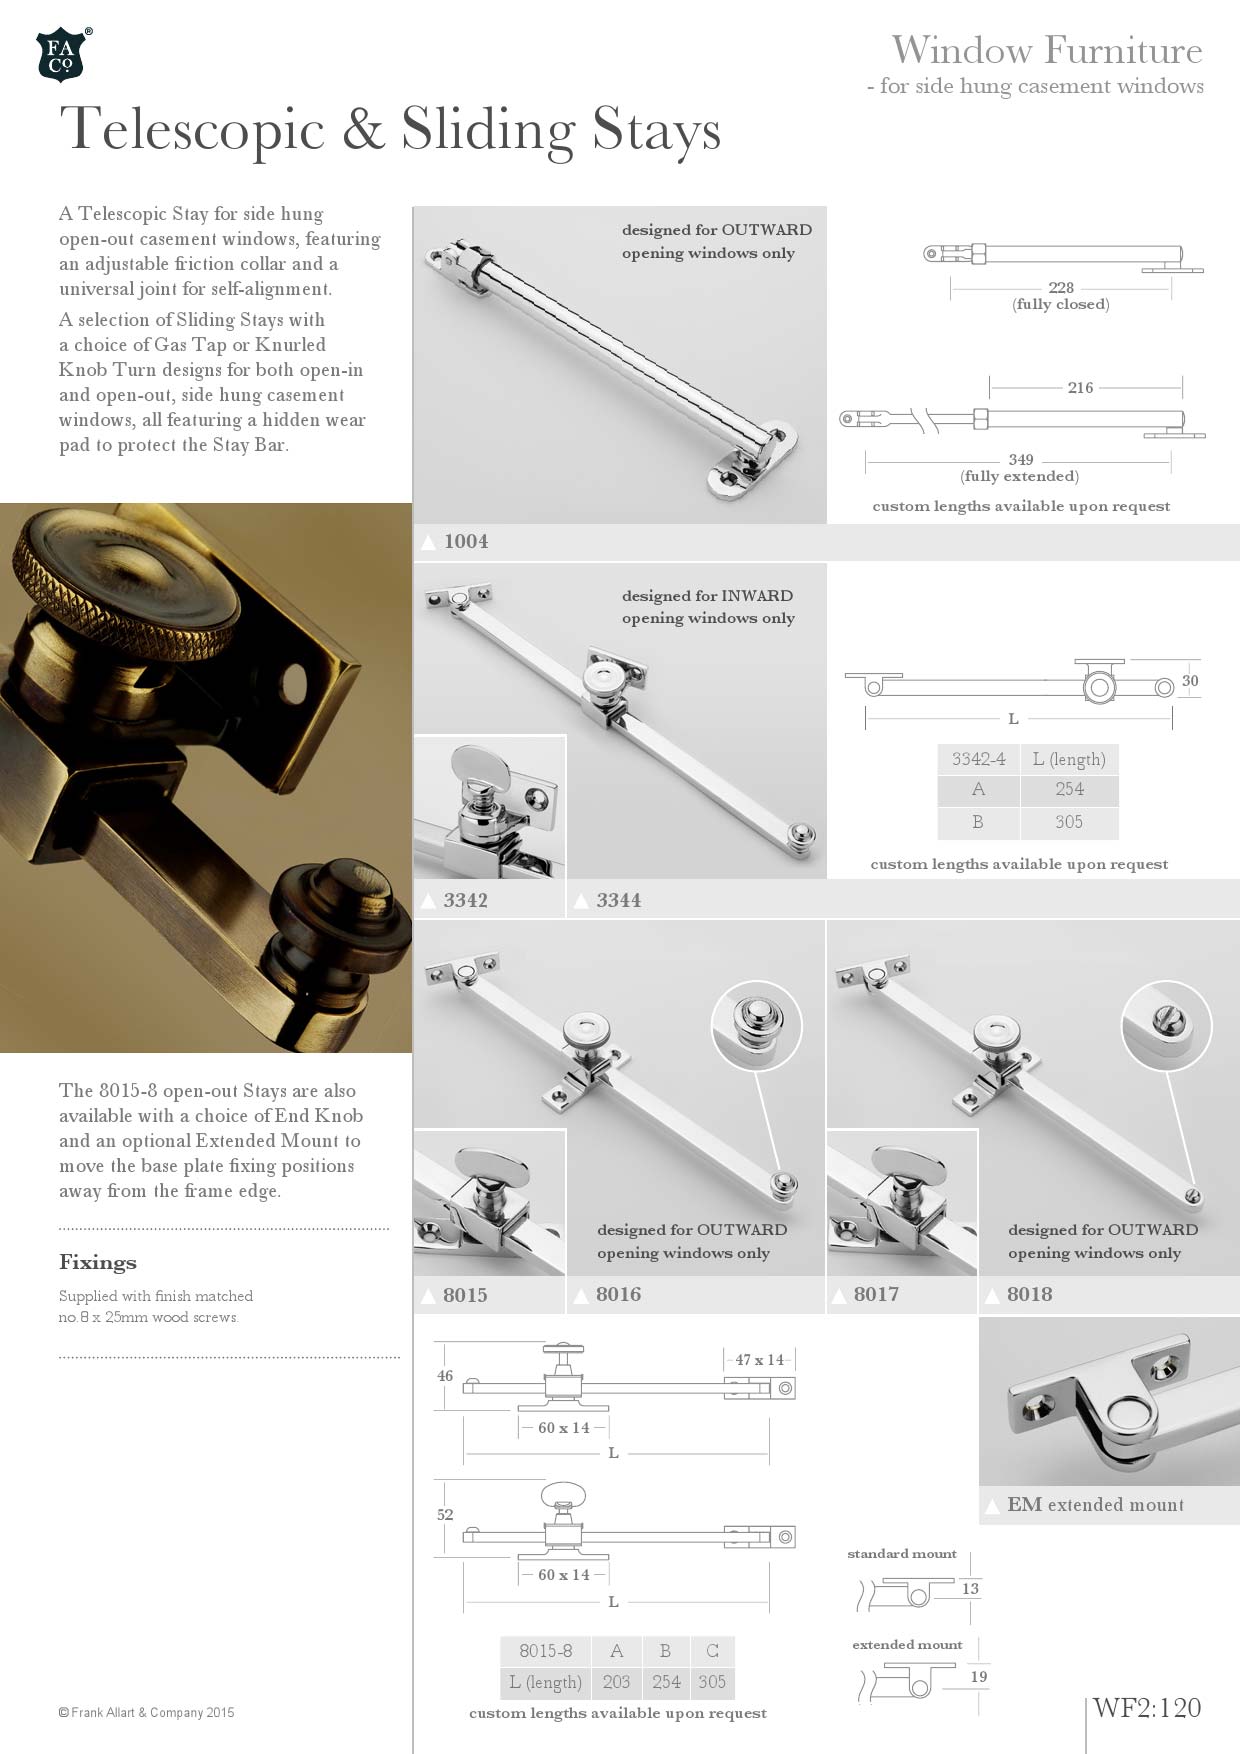 FA
Co.
®
Window Furniture
- for side hung casement windows
Telescopic & Sliding Stays
A Telescopic Stay for side hung
open-out casement windows, featuring
an adjustable friction collar and a
universal joint for self-alignment.
A selection of Sliding Stays with
a choice of Gas Tap or Knurled
Knob Turn designs for both open-in
and open-out, side hung casement
windows, all featuring a hidden wear
pad to protect the Stay Bar.
designed for OUTWARD
opening windows only
228
(fully closed)
216
349
(fully extended)
custom lengths available upon request
1004
designed for INWARD
opening windows only
30
L
3342-4 L (length)
A 254
B 305
custom lengths available upon request
3342
3344
The 8015-8 open-out Stays are also
available with a choice of End Knob
and an optional Extended Mount to
move the base plate fixing positions
away from the frame edge.
Fixings
Supplied with finish matched
no.8 x 25mm wood screws.
designed for OUTWARD
opening windows only
designed for OUTWARD
opening windows only
8015
8016
8017
8018
46
47 x 14
60 x 14
L
52
60 x 14
L
8015-8 A B C
L (length) 203 254 305
custom lengths available upon request
EM extended mount
standard mount
13
extended mount
19
© Frank Allart & Company 2015
WF2:120